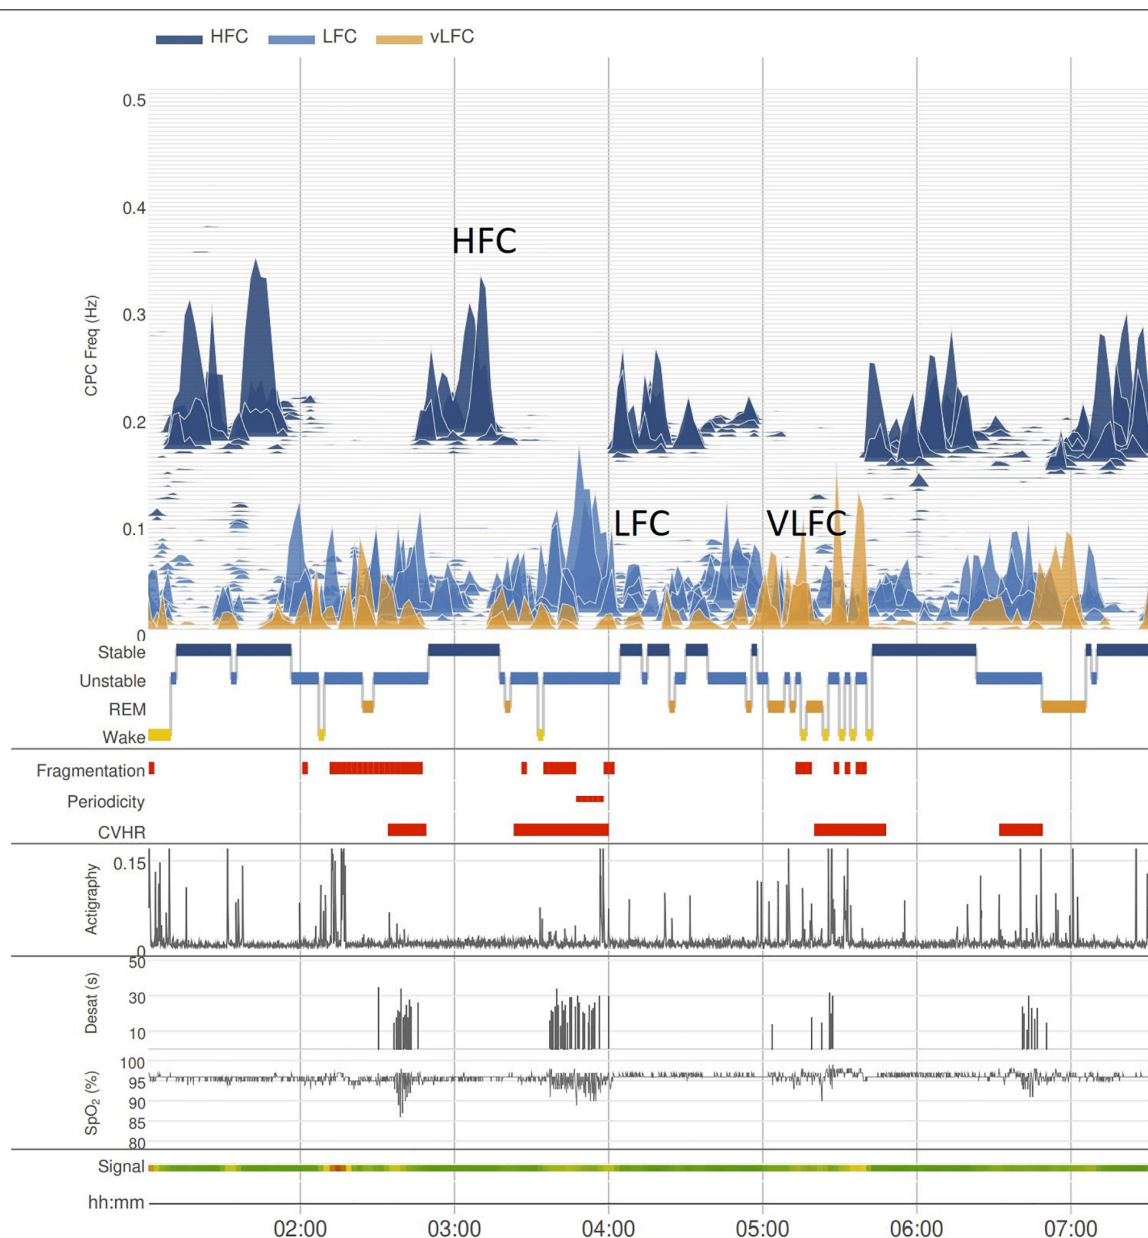 HFC LFC vLFC
0.5
0.4
HFC
0.3
CPC Freq (Hz)
0.2
LFC VLFC
0.1
0
Stable
Unstable
REM
Wake
Fragmentation
Periodicity
CVHR
0.15
Actigraphy
0
50
Desat (s)
30
10
100
95
SpO2 (%)
90
85
80
Signal
hh:mm
02:00 03:00 04:00 05:00 06:00 07:00